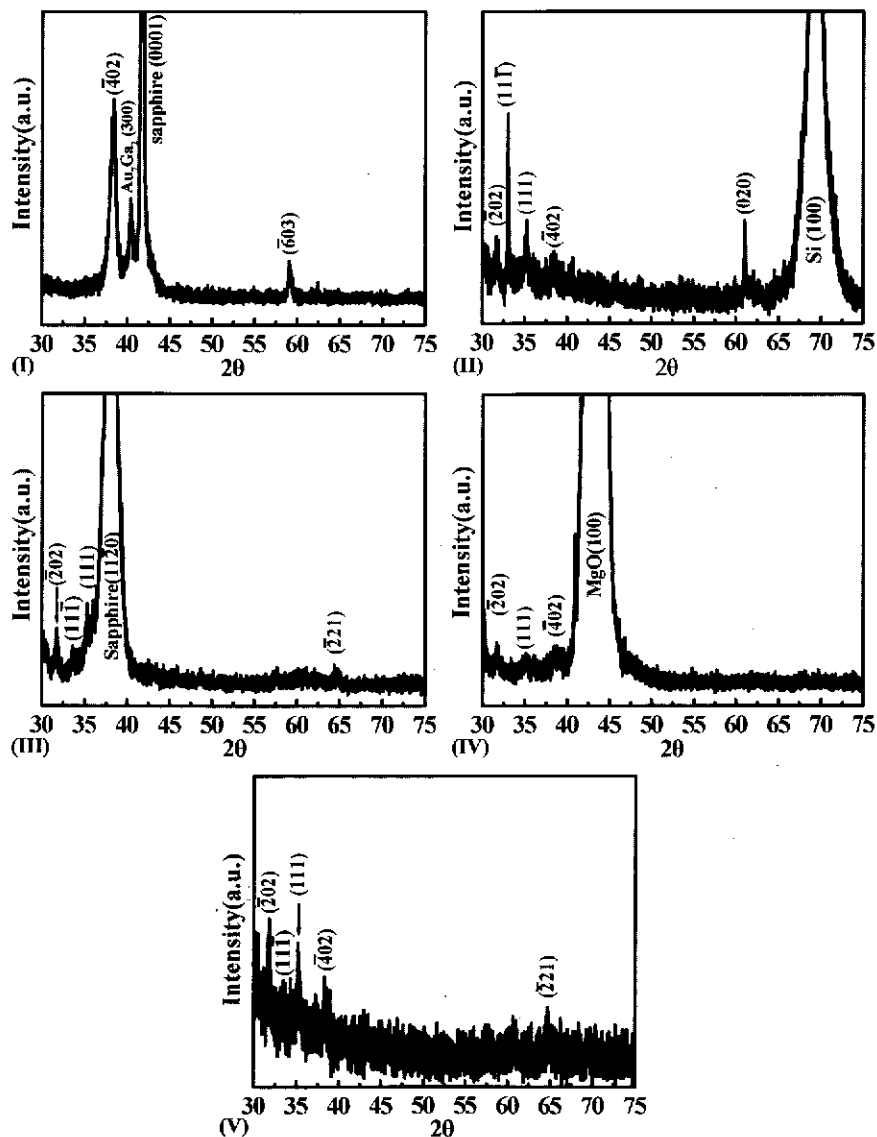 Intensity(a.u.)
(4̄02)
Au₇Ga₂ (300)
sapphire (0001)
(6̄03)
30 35 40 45 50 55 60 65 70 75
(I)
2θ
Intensity(a.u.)
(2̄02)
(111̄)
(111)
(4̄02)
(020)
Si (100)
30 35 40 45 50 55 60 65 70 75
(II)
2θ
Intensity(a.u.)
(2̄02)
(111̄)
(111)
Sapphire(112̄0)
(2̄21)
30 35 40 45 50 55 60 65 70 75
(III)
2θ
Intensity(a.u.)
(2̄02)
(111)
(4̄02)
MgO(100)
30 35 40 45 50 55 60 65 70 75
(IV)
2θ
Intensity(a.u.)
(2̄02)
(111̄)
(111)
(4̄02)
(2̄21)
30 35 40 45 50 55 60 65 70 75
(V)
2θ